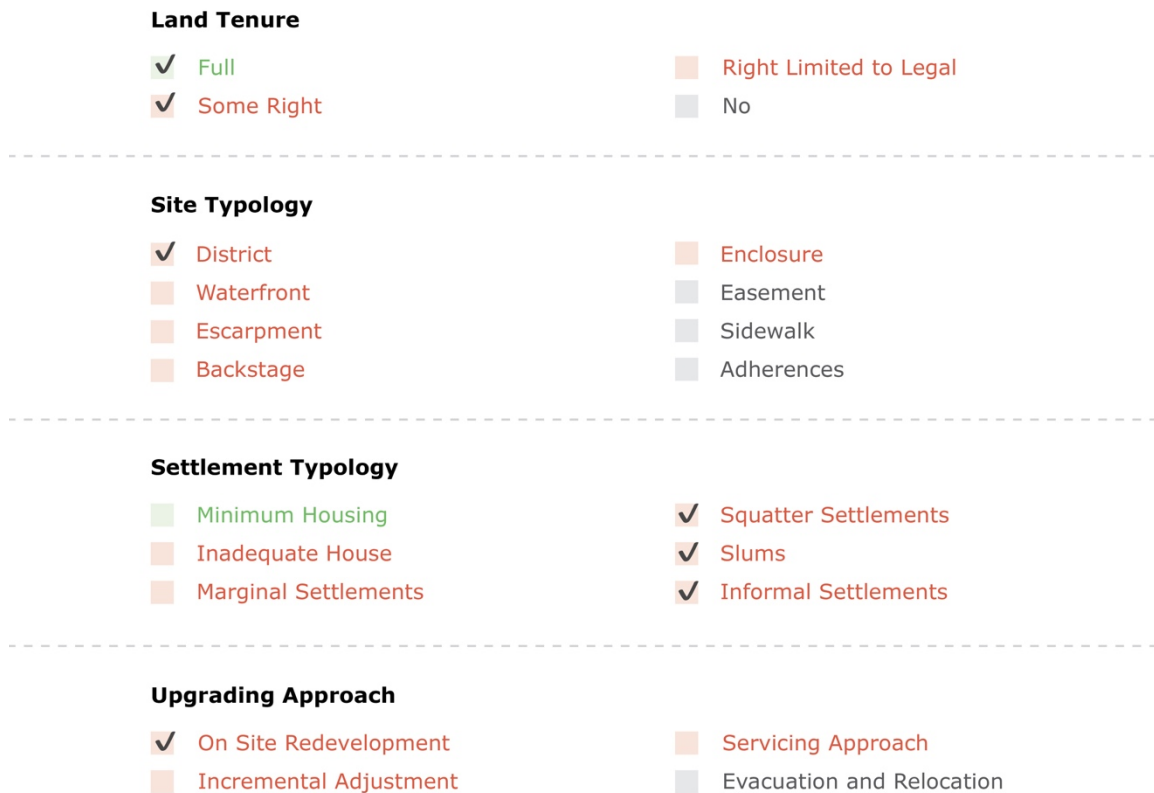 Land Tenure
✔ Full
Right Limited to Legal
✔ Some Right
No
Site Typology
✔ District
Enclosure
Waterfront
Easement
Escarpment
Sidewalk
Backstage
Adherences
Settlement Typology
Minimum Housing
✔ Squatter Settlements
Inadequate House
✔ Slums
Marginal Settlements
✔ Informal Settlements
Upgrading Approach
✔ On Site Redevelopment
Servicing Approach
Incremental Adjustment
Evacuation and Relocation